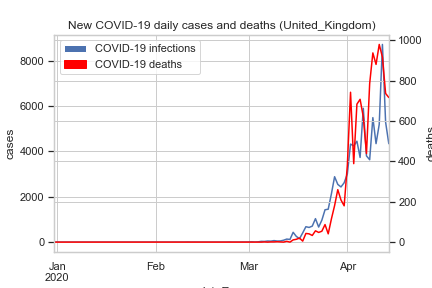 New COVID-19 daily cases and deaths (United_Kingdom)
COVID-19 infections
COVID-19 deaths
1000
8000
800
6000
600
cases
deaths
4000
400
2000
200
0
0
Jan
Feb
Mar
Apr
2020